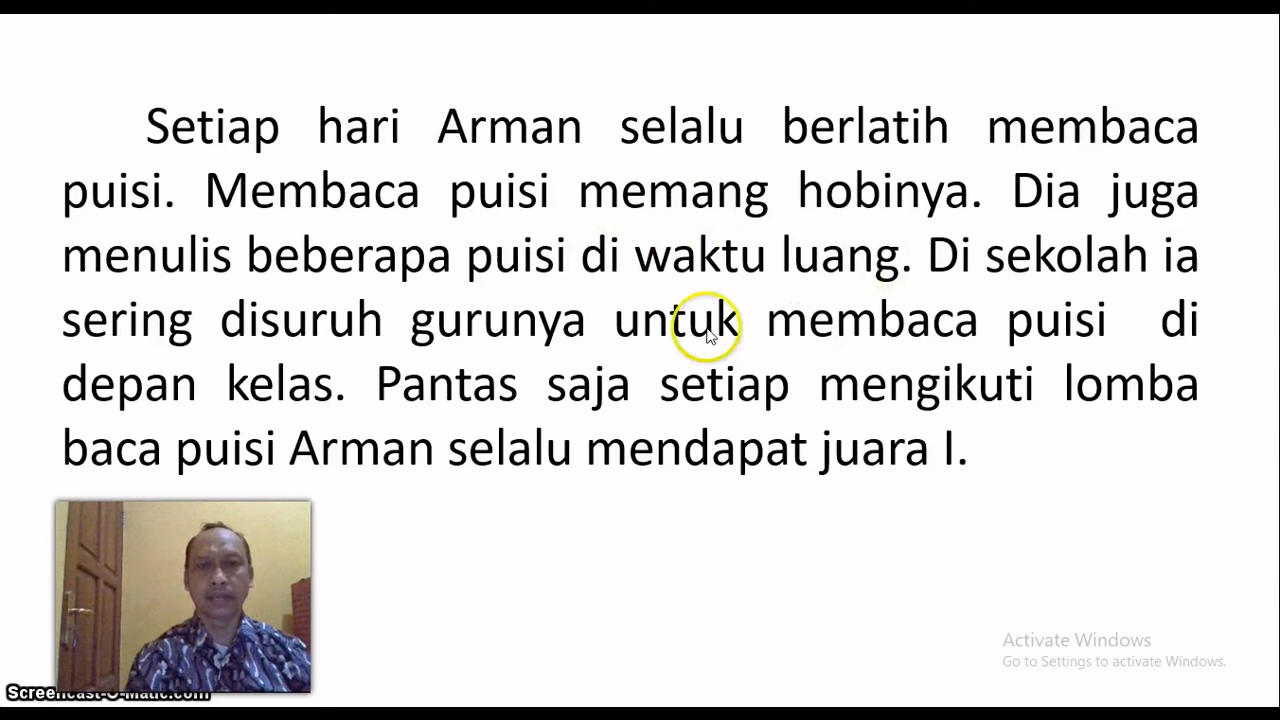 Setiap hari Arman selalu berlatih membaca
puisi. Membaca puisi memang hobinya. Dia juga
menulis beberapa puisi di waktu luang. Di sekolah ia
sering disuruh gurunya untuk membaca puisi di
depan kelas. Pantas saja setiap mengikuti lomba
baca puisi Arman selalu mendapat juara I.
Activate Windows
Go to Settings to activate Windows.
Screencast-O-Matic.com